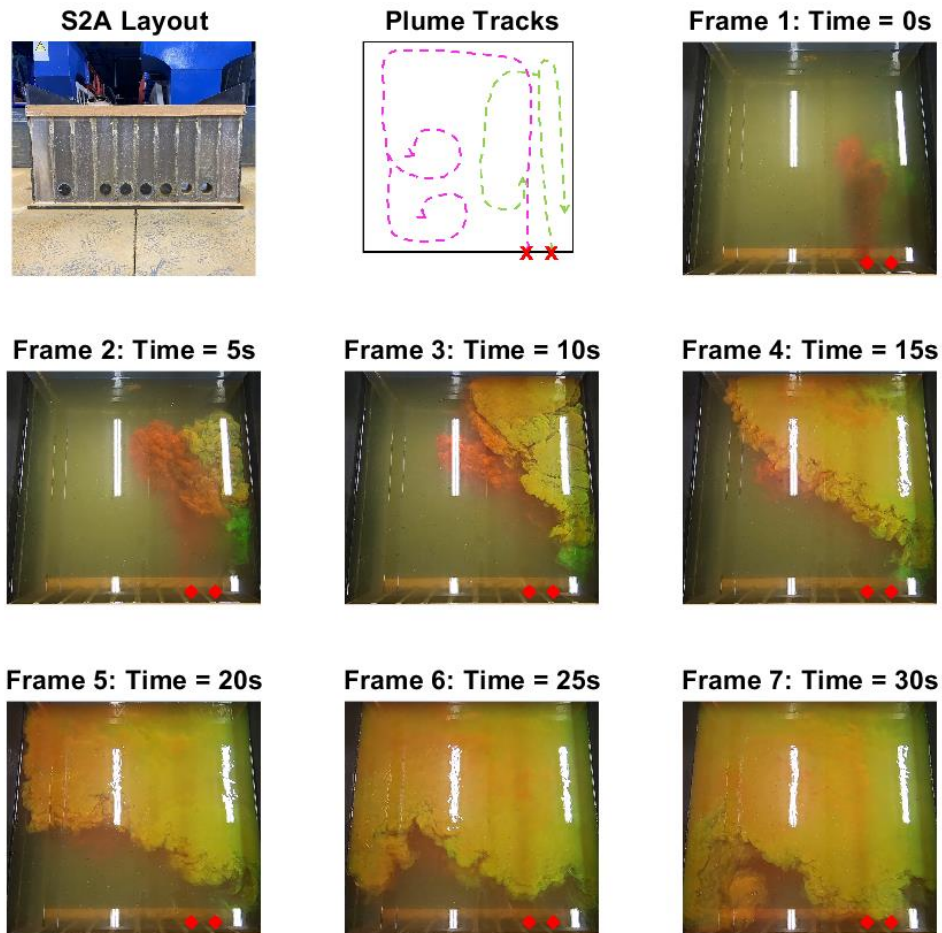 S2A Layout
Plume Tracks
Frame 1: Time = 0s
Frame 2: Time = 5s
Frame 3: Time = 10s
Frame 4: Time = 15s
Frame 5: Time = 20s
Frame 6: Time = 25s
Frame 7: Time = 30s